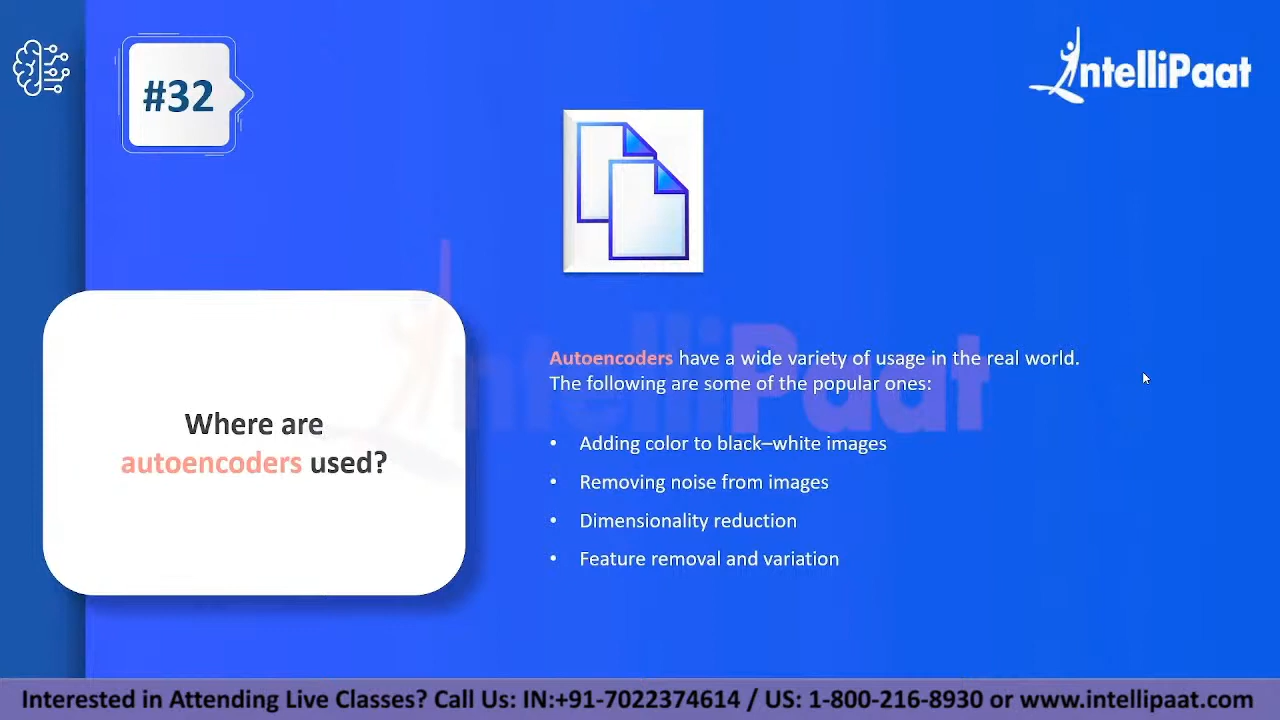 #32
IntelliPaat
Where are
autoencoders used?
IntelliPaat
Autoencoders have a wide variety of usage in the real world.
The following are some of the popular ones:
• Adding color to black–white images
• Removing noise from images
• Dimensionality reduction
• Feature removal and variation
Interested in Attending Live Classes? Call Us: IN:+91-7022374614 / US: 1-800-216-8930 or www.intellipaat.com